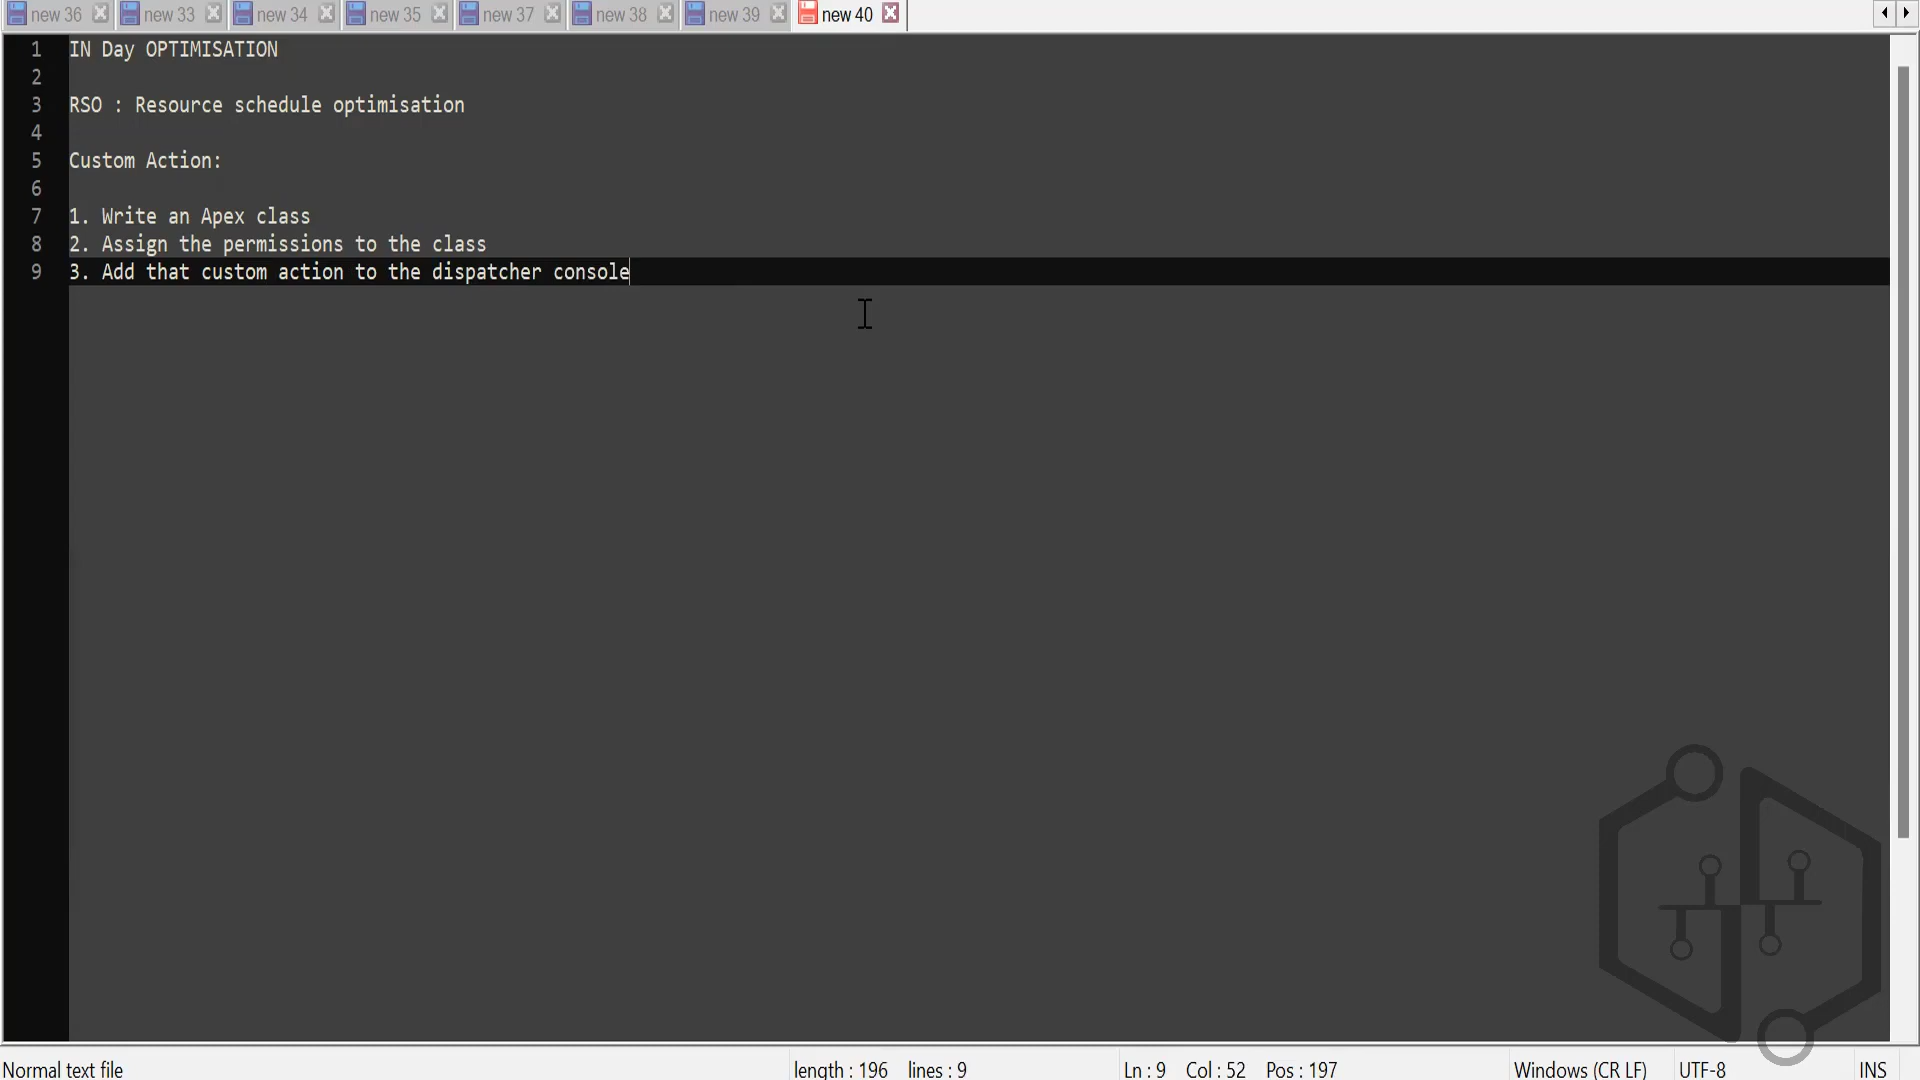 new 36 new 33 new 34 new 35 new 37 new 38 new 39 new 40
1 IN Day OPTIMISATION
2
3 RSO : Resource schedule optimisation
4
5 Custom Action:
6
7 1. Write an Apex class
8 2. Assign the permissions to the class
9 3. Add that custom action to the dispatcher console
Normal text file length : 196 lines : 9 Ln : 9 Col : 52 Pos : 197 Windows (CR LF) UTF-8 INS